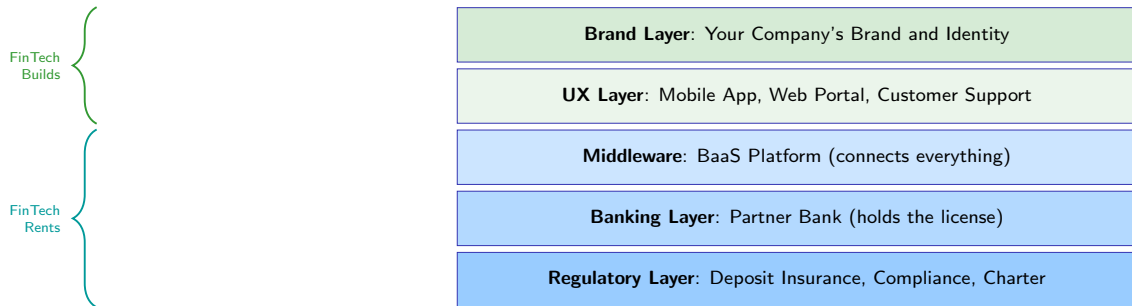 FinTech
Builds
Brand Layer: Your Company's Brand and Identity
UX Layer: Mobile App, Web Portal, Customer Support
FinTech
Rents
Middleware: BaaS Platform (connects everything)
Banking Layer: Partner Bank (holds the license)
Regulatory Layer: Deposit Insurance, Compliance, Charter